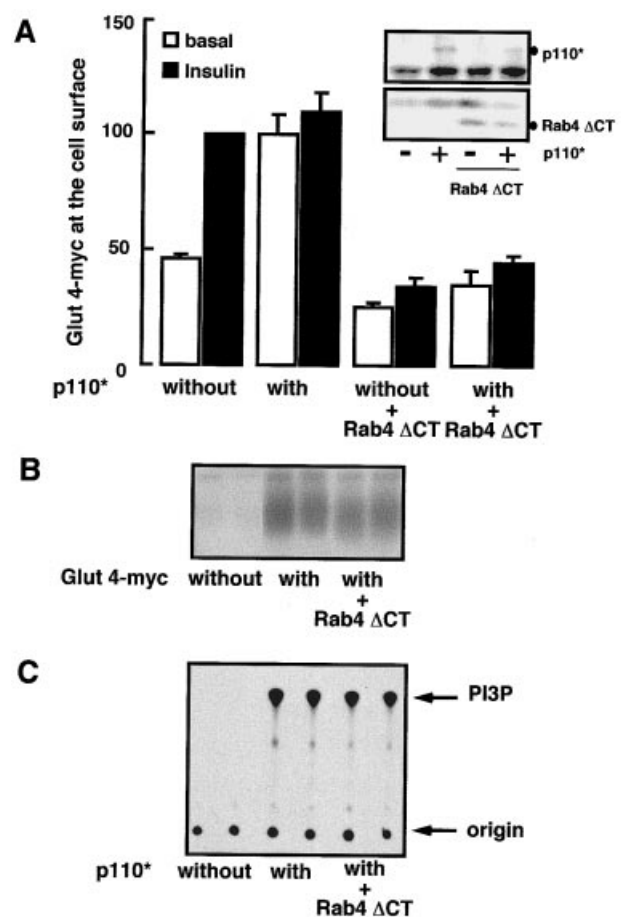 A
150
100
50
0
Glut 4-myc at the cell surface
basal
Insulin
p110*
Rab4 ΔCT
- + - + p110*
Rab4 ΔCT
p110* without with without with
+ +
Rab4 ΔCT Rab4 ΔCT
B
Glut 4-myc without with with
+
Rab4 ΔCT
C
PI3P
origin
p110* without with with
+
Rab4 ΔCT